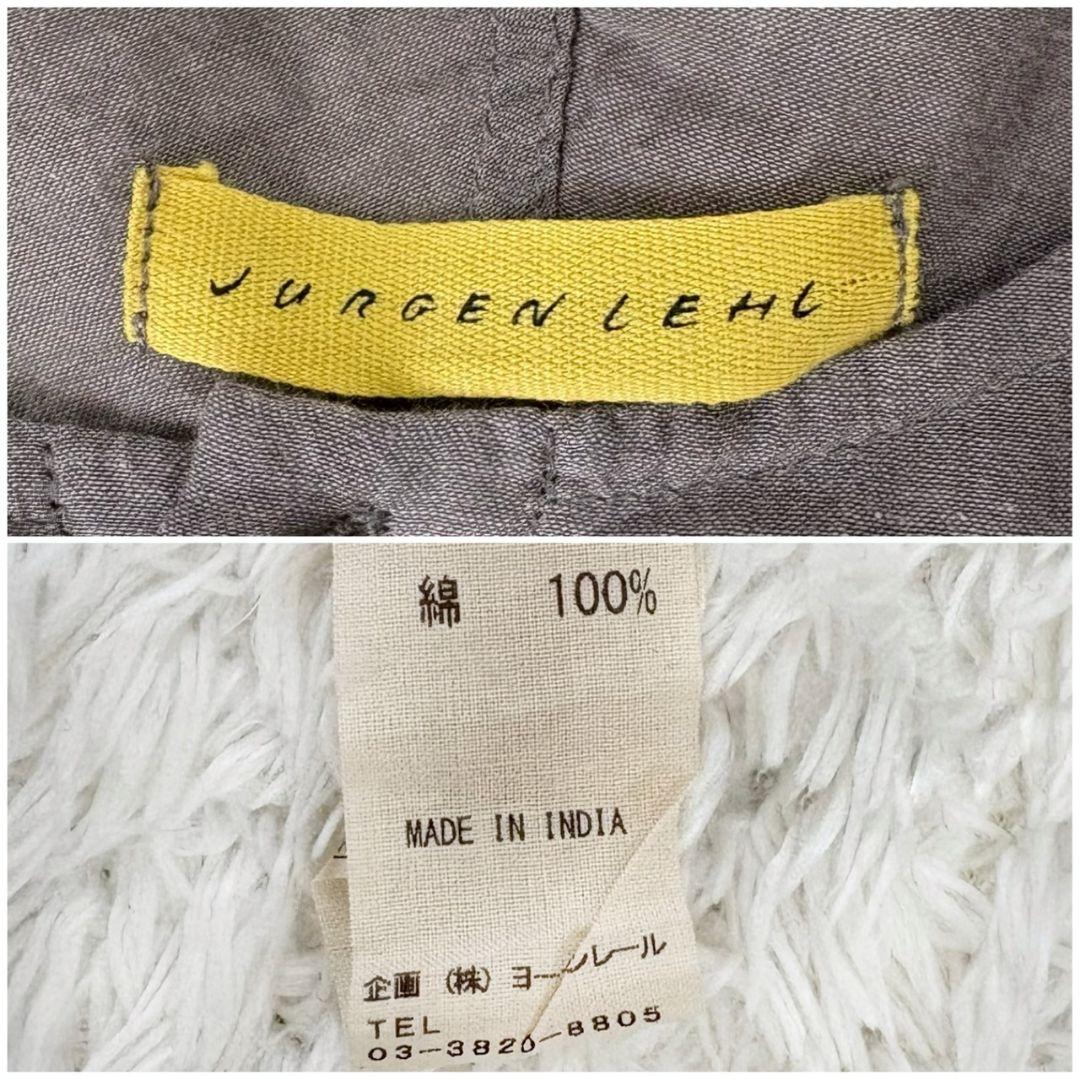 JURGEN LEHL
綿 100%
MADE IN INDIA
企画 (株) ヨーンレール
TEL
03-3820-8805